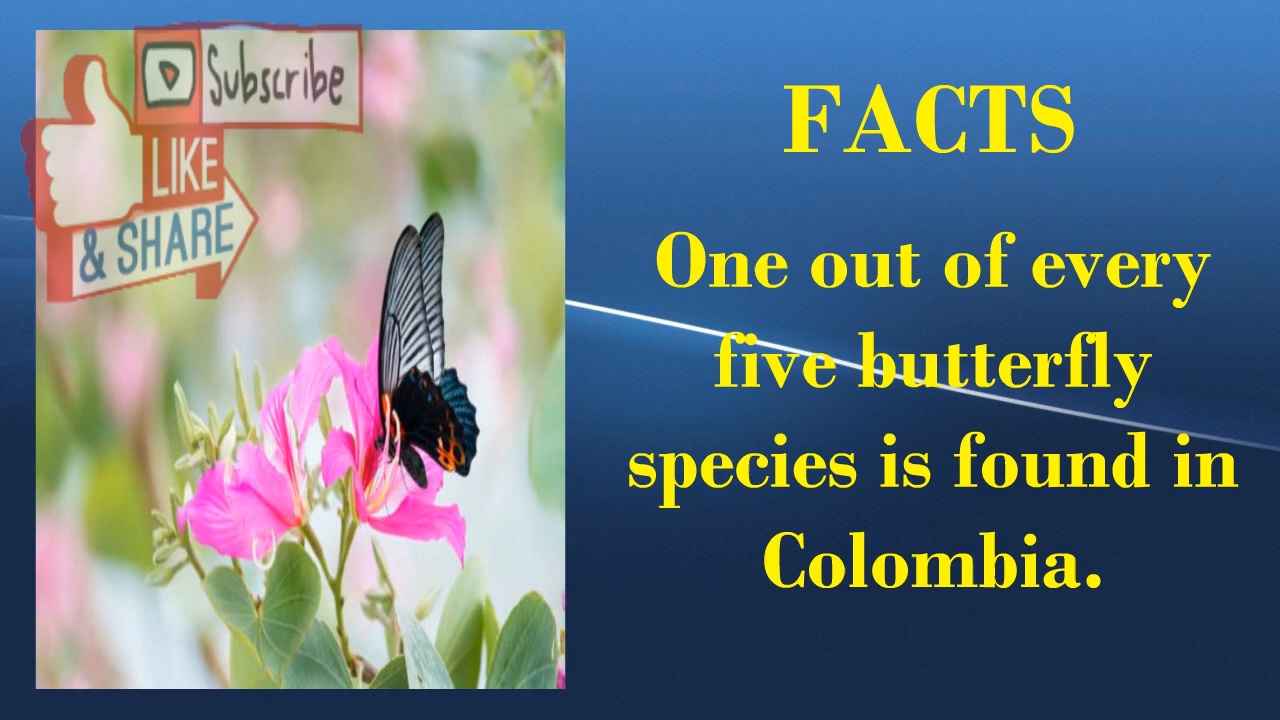 Subscribe
LIKE
& SHARE
FACTS
One out of every
five butterfly
species is found in
Colombia.